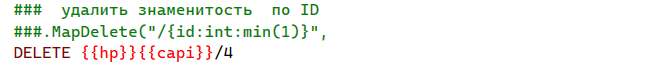 ###  удалить знаменитость  по ID
###.MapDelete("/{id:int:min(1)}",
DELETE {{hp}}{{capi}}/4